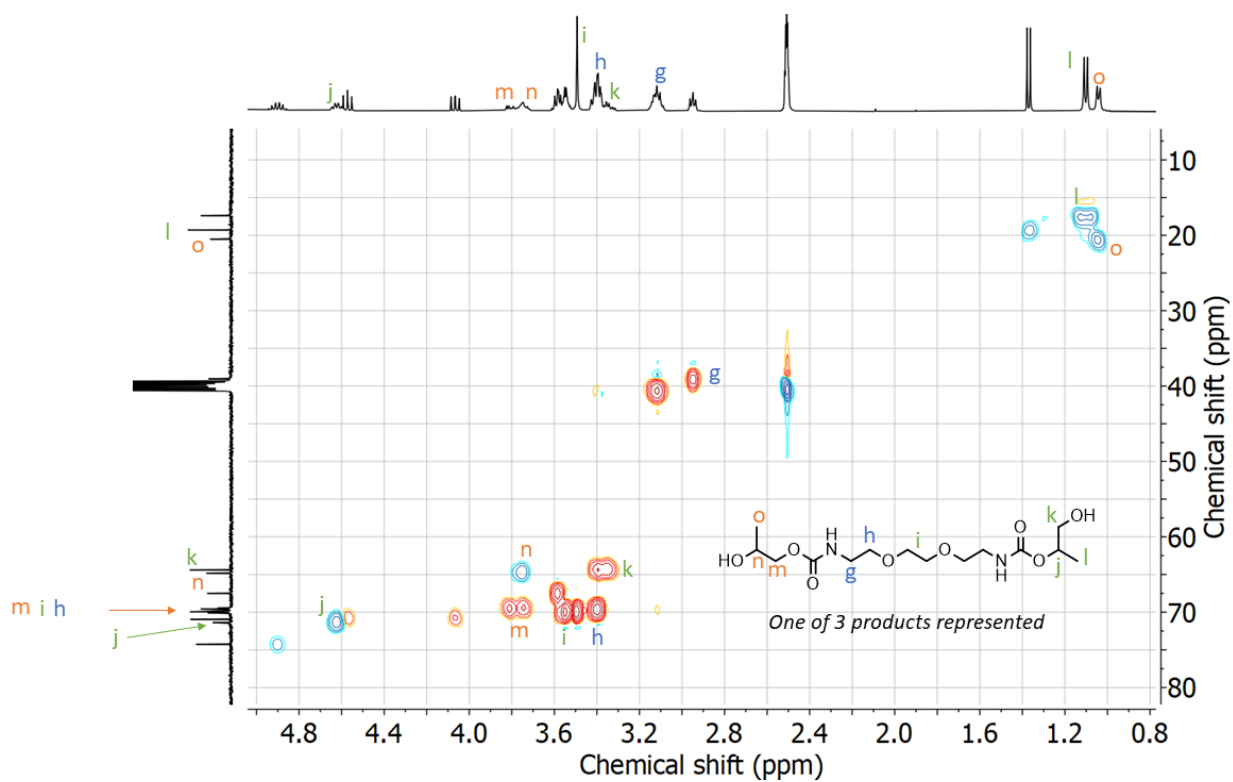 i
h
l
g
j
m
n
k
o
10
l
l
20
o
o
30
40
g
50
k
OH
o
h
i
O
H
N
O
O
N
H
O
O
HO
n
m
O
g
O
j
l
60
k
n
n
k
m i h
j
70
j
m
i
h
One of 3 products represented
80
4.8
4.4
4.0
3.6
3.2
2.8
2.4
2.0
1.6
1.2
0.8
Chemical shift (ppm)
Chemical shift (ppm)